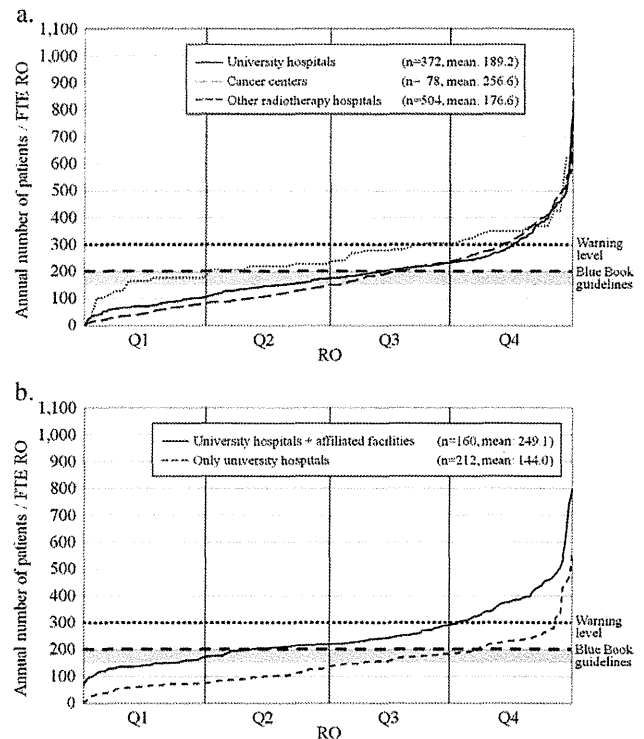 a.
1,100
1,000
900
800
700
600
500
400
300
200
100
0
Annual number of patients / FTE RO
University hospitals (n=372, mean: 189.2)
Cancer centers (n= 78, mean: 256.6)
Other radiotherapy hospitals (n=504, mean: 176.6)
Warning level
Blue Book guidelines
Q1 Q2 Q3 Q4
RO
b.
1,100
1,000
900
800
700
600
500
400
300
200
100
0
Annual number of patients / FTE RO
University hospitals + affiliated facilities (n=160, mean: 249.1)
Only university hospitals (n=212, mean: 144.0)
Warning level
Blue Book guidelines
Q1 Q2 Q3 Q4
RO